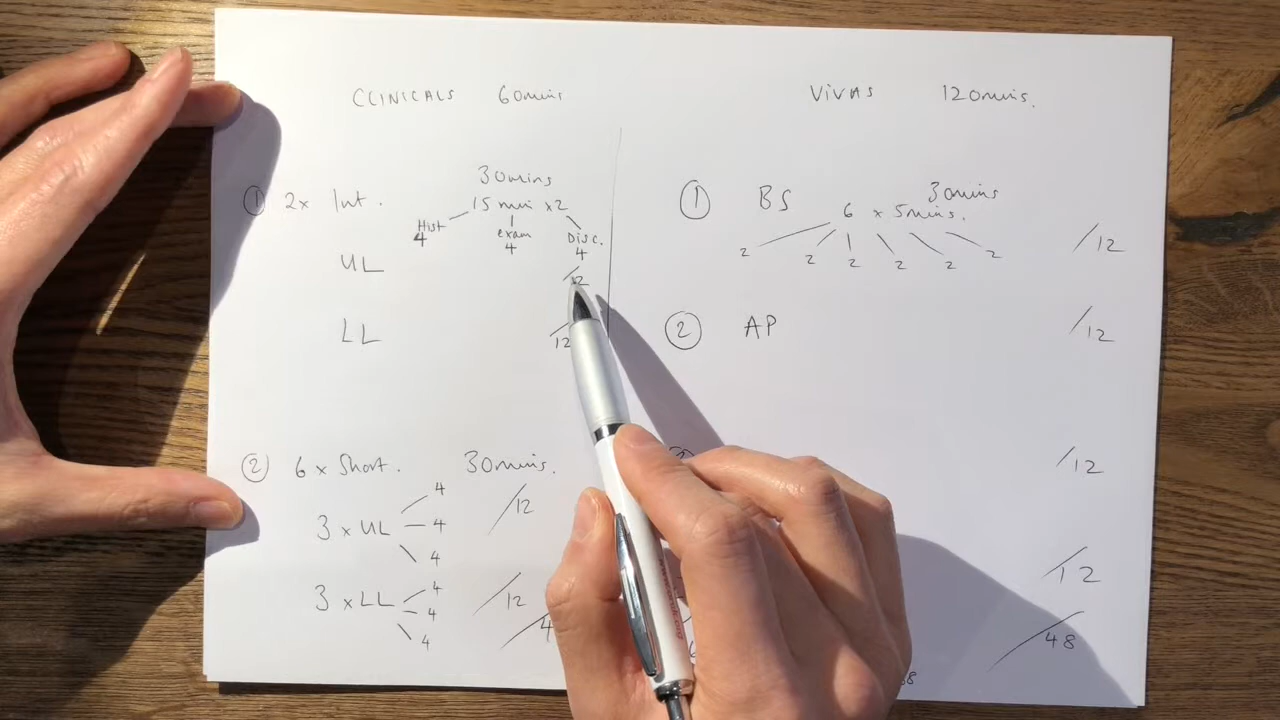 CLINICALS 60mins
① 2x Int.
30mins
15 min x2
Hist 4
exam 4
Disc. 4
UL /12
LL /12
② 6 x Short. 30mins.
3 x UL 4 4 4 /12
3 x LL 4 4 4 /12
VIVAS 120mins.
① BS 30mins
6 x 5mins.
2 2 2 2 2 2 /12
② AP /12
/12
/12
/48